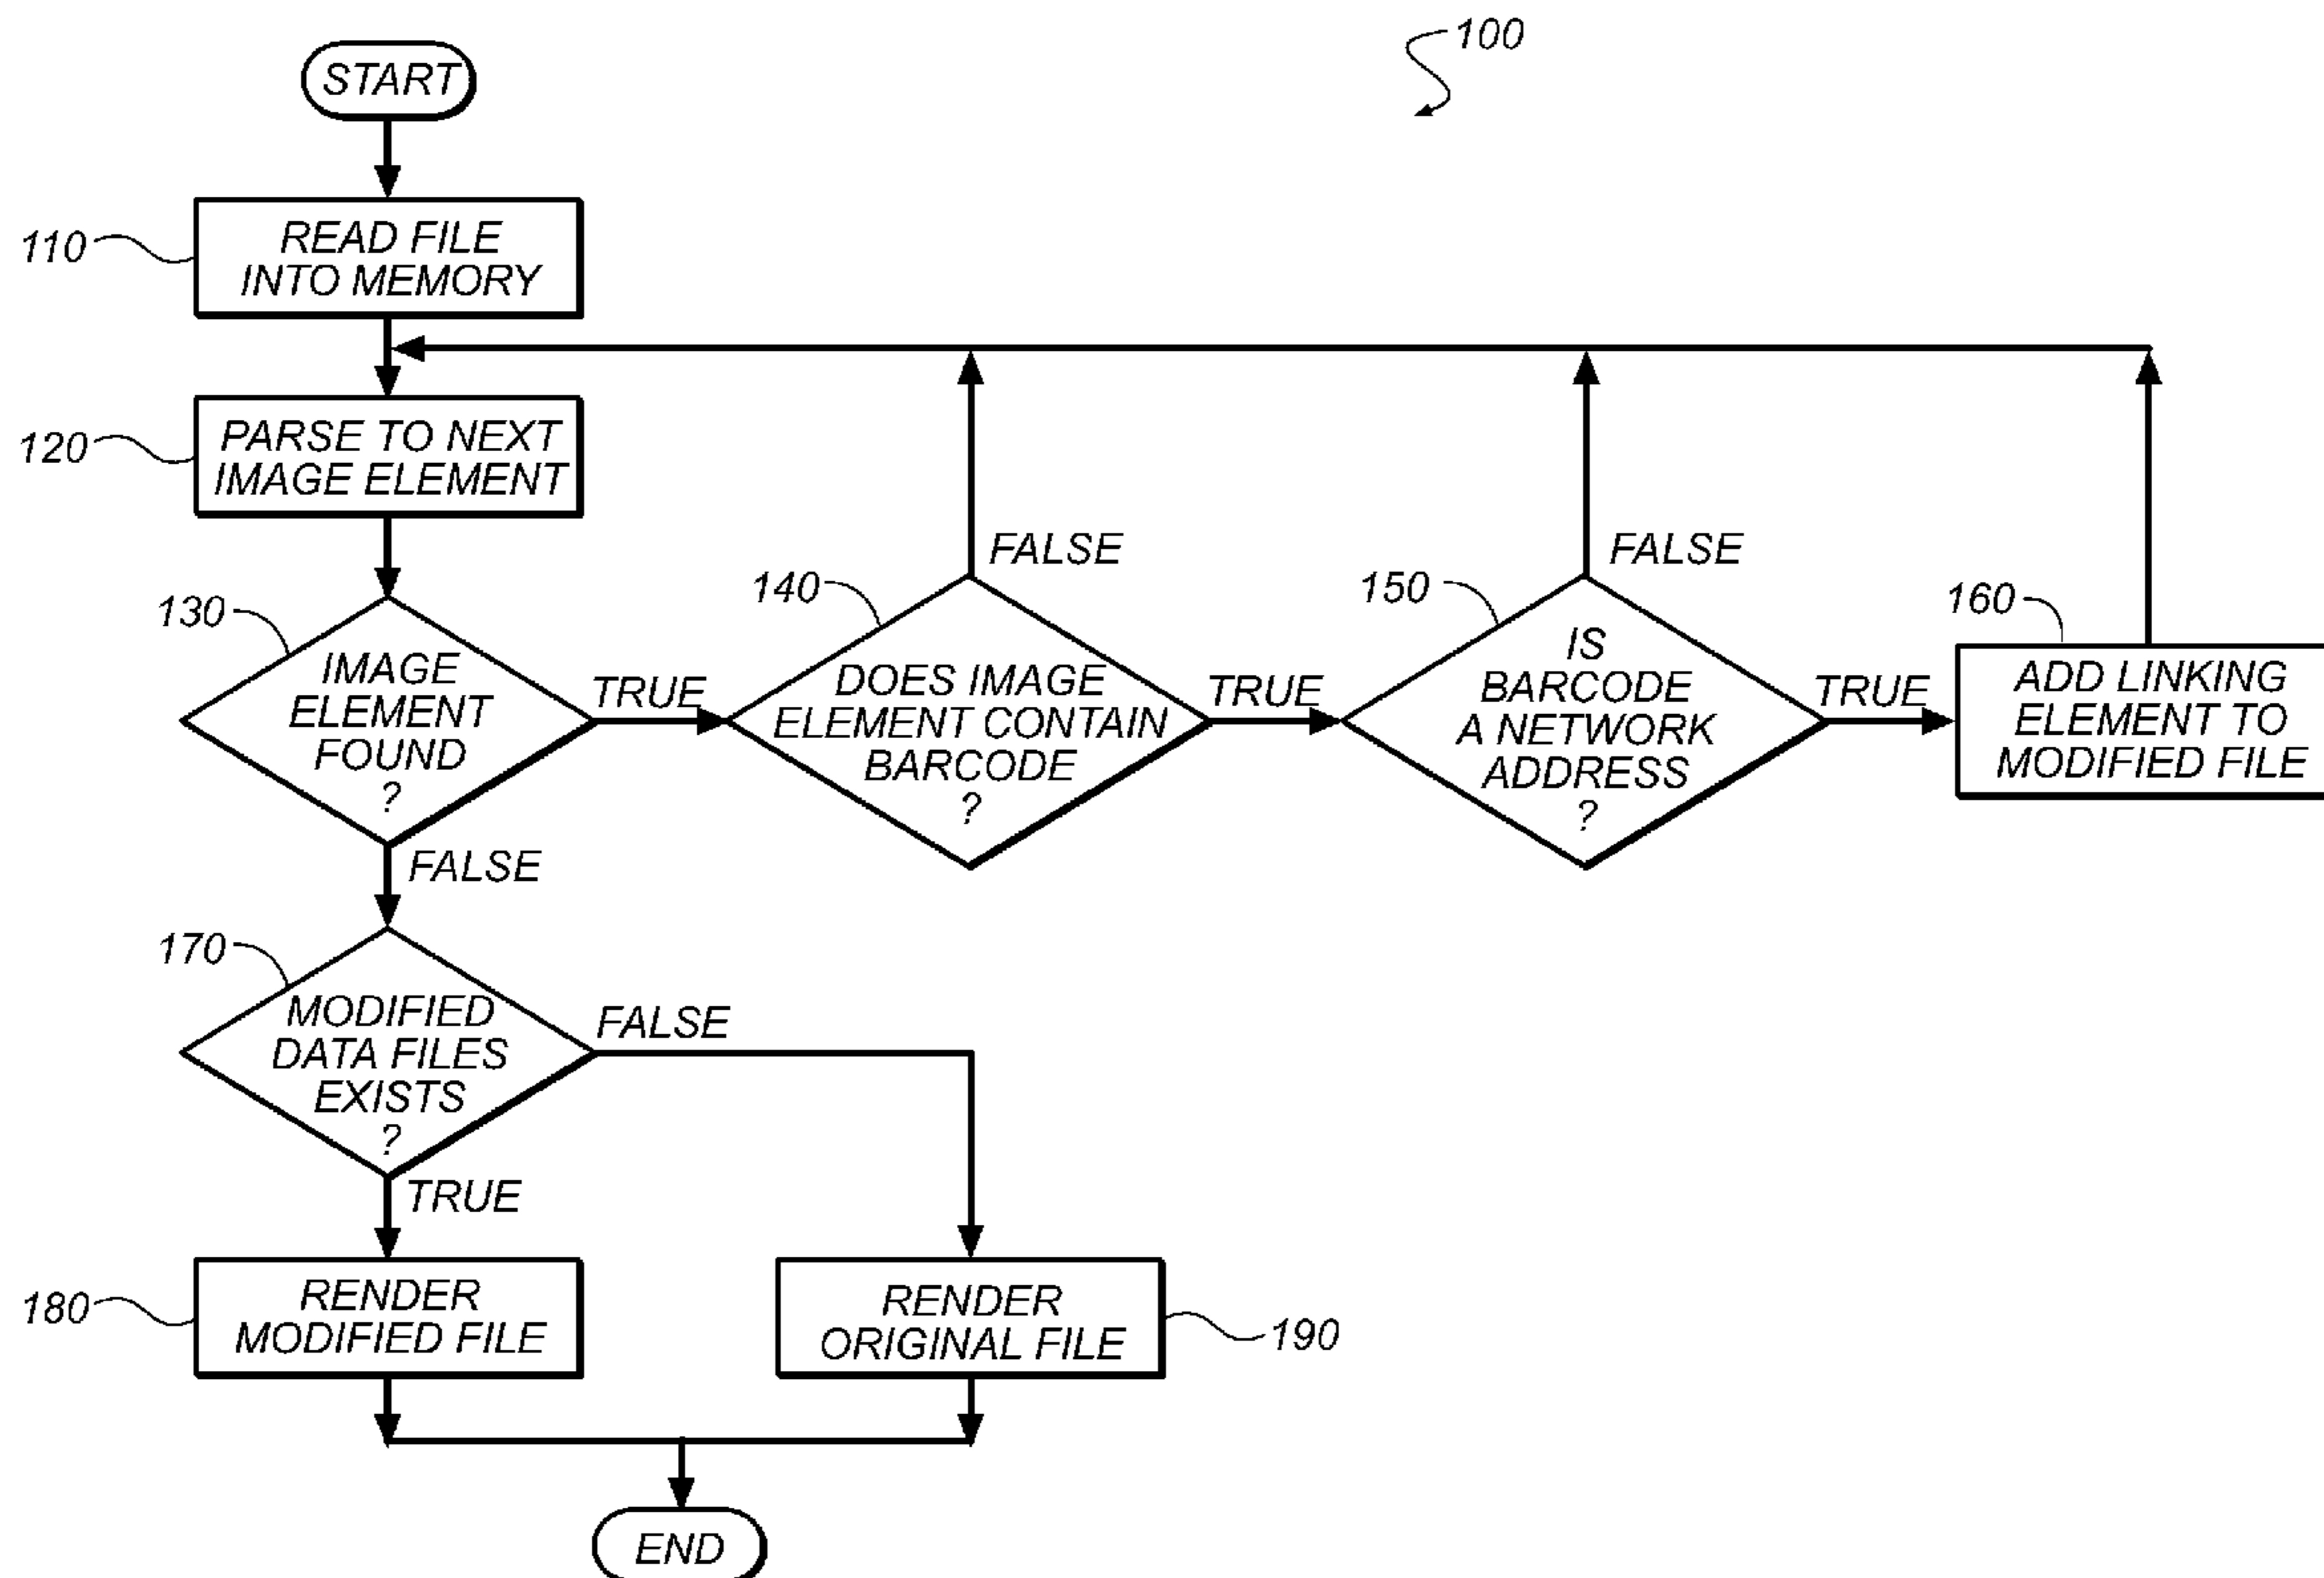 100
START
110
READ FILE
INTO MEMORY
120
PARSE TO NEXT
IMAGE ELEMENT
130
IMAGE
ELEMENT
FOUND
?
TRUE
FALSE
140
DOES IMAGE
ELEMENT CONTAIN
BARCODE
?
FALSE
TRUE
150
IS
BARCODE
A NETWORK
ADDRESS
?
FALSE
TRUE
160
ADD LINKING
ELEMENT TO
MODIFIED FILE
170
MODIFIED
DATA FILES
EXISTS
?
FALSE
TRUE
180
RENDER
MODIFIED FILE
RENDER
ORIGINAL FILE
190
END